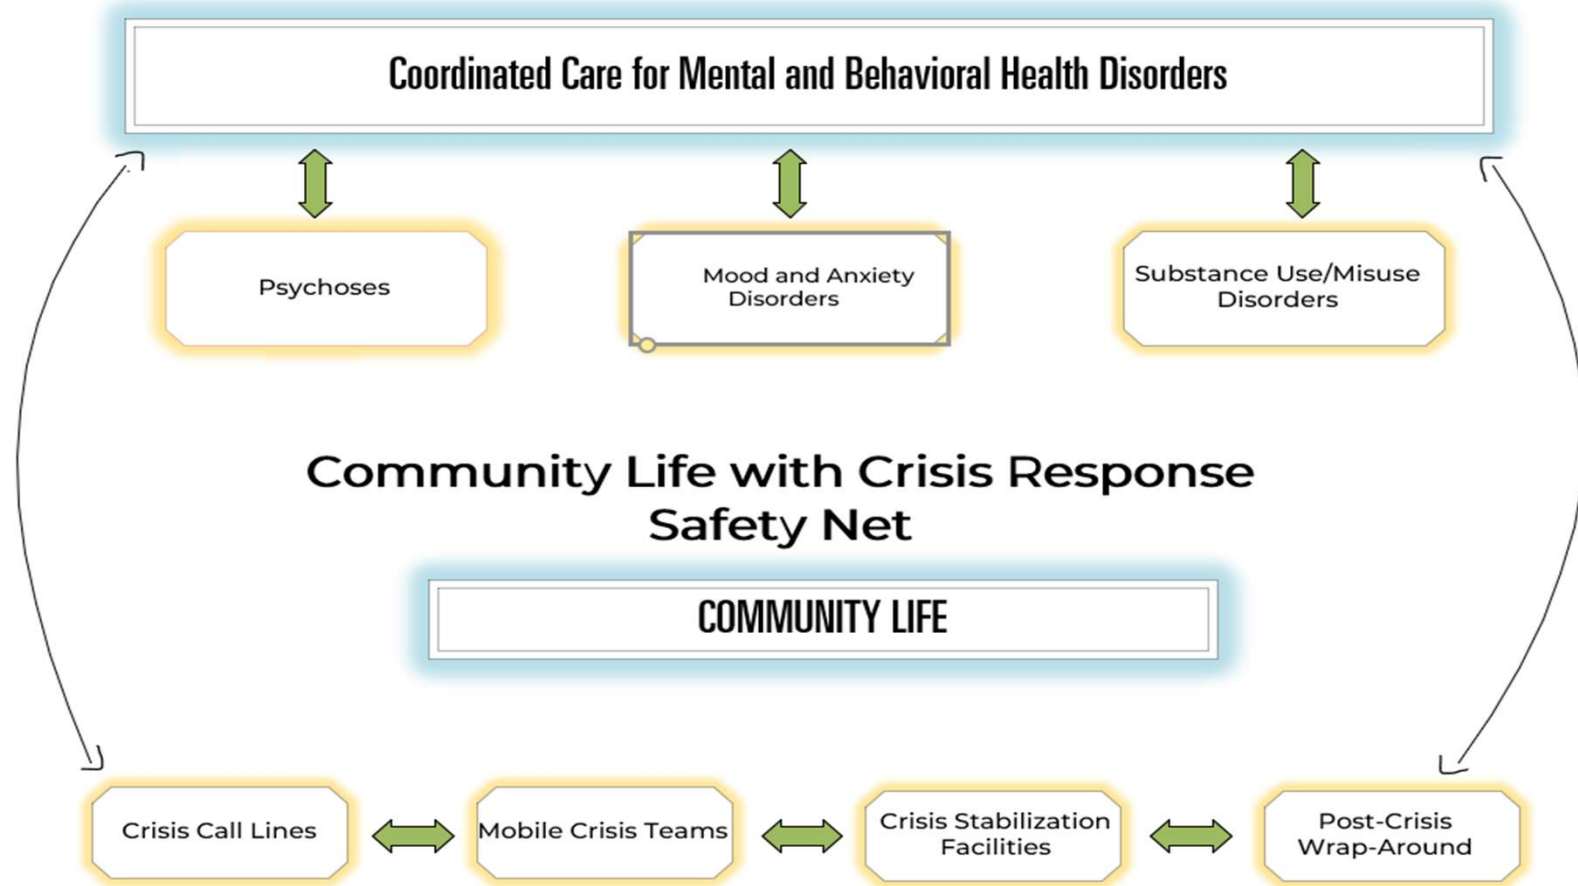 Coordinated Care for Mental and Behavioral Health Disorders
Psychoses
Mood and Anxiety
Disorders
Substance Use/Misuse
Disorders
Community Life with Crisis Response
Safety Net
COMMUNITY LIFE
Crisis Call Lines
Mobile Crisis Teams
Crisis Stabilization
Facilities
Post-Crisis
Wrap-Around